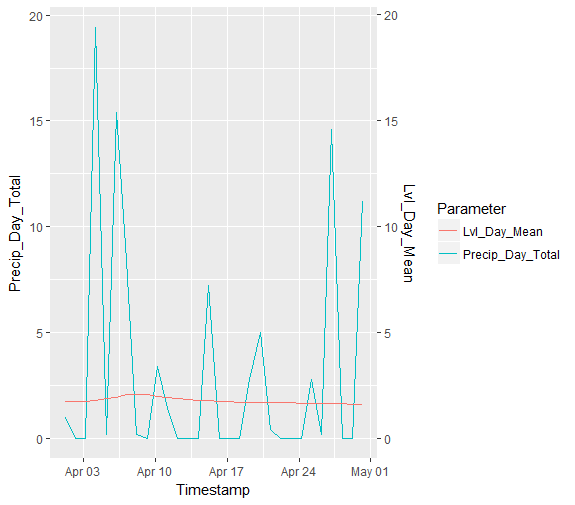 20
15
10
5
0
Precip_Day_Total
Apr 03
Apr 10
Apr 17
Apr 24
May 01
Timestamp
20
15
10
5
0
Lvl_Day_Mean
Parameter
Lvl_Day_Mean
Precip_Day_Total